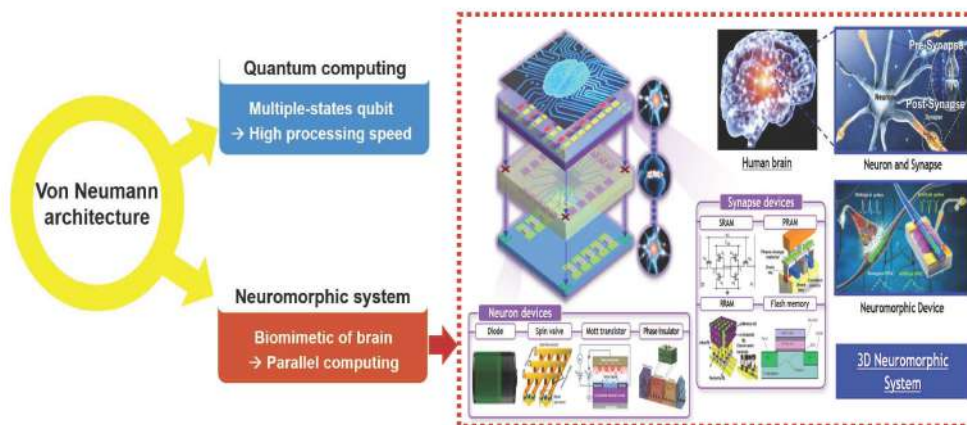 Von Neumann
architecture
Quantum computing
Multiple-states qubit
→ High processing speed
Neuromorphic system
Biomimetic of brain
→ Parallel computing
Neuron devices
Diode
Spin valve
Mott transistor
Phase insulator
Human brain
Pre-Synapse
Neuron
Post-Synapse
Synapse
Neuron and Synapse
Synapse devices
SRAM
PRAM
RRAM
Flash memory
Neuromorphic Device
3D Neuromorphic
System